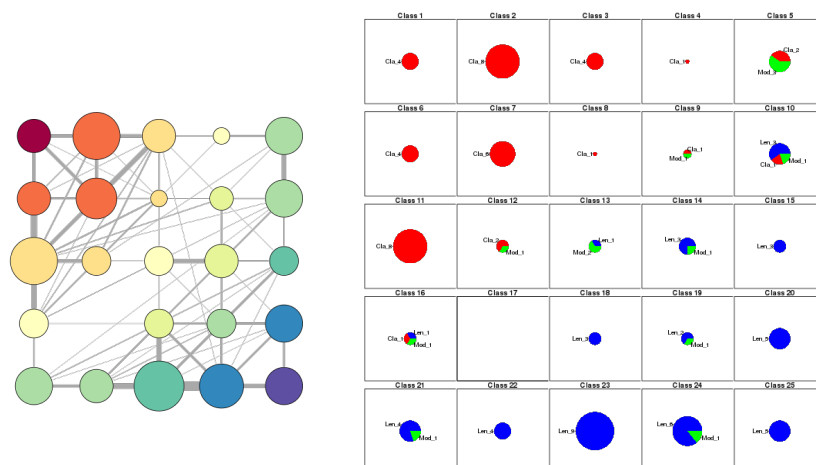 Class 1 Class 2 Class 3 Class 4 Class 5
Cla_4 Cla_8 Cla_4 Cla_1 Cla_2
Mod_3
Class 6 Class 7 Class 8 Class 9 Class 10
Cla_4 Cla_6 Cla_1 Cla_1 Mod_1 Len_3 Cla_1 Mod_1
Class 11 Class 12 Class 13 Class 14 Class 15
Cla_8 Cla_2 Mod_1 Len_1 Mod_2 Len_3 Mod_1 Len_3
Class 16 Class 17 Class 18 Class 19 Class 20
Len_1 Cla_1 Mod_1 Len_3 Len_2 Mod_1 Len_5
Class 21 Class 22 Class 23 Class 24 Class 25
Len_4 Mod_1 Len_4 Len_9 Len_6 Mod_1 Len_5